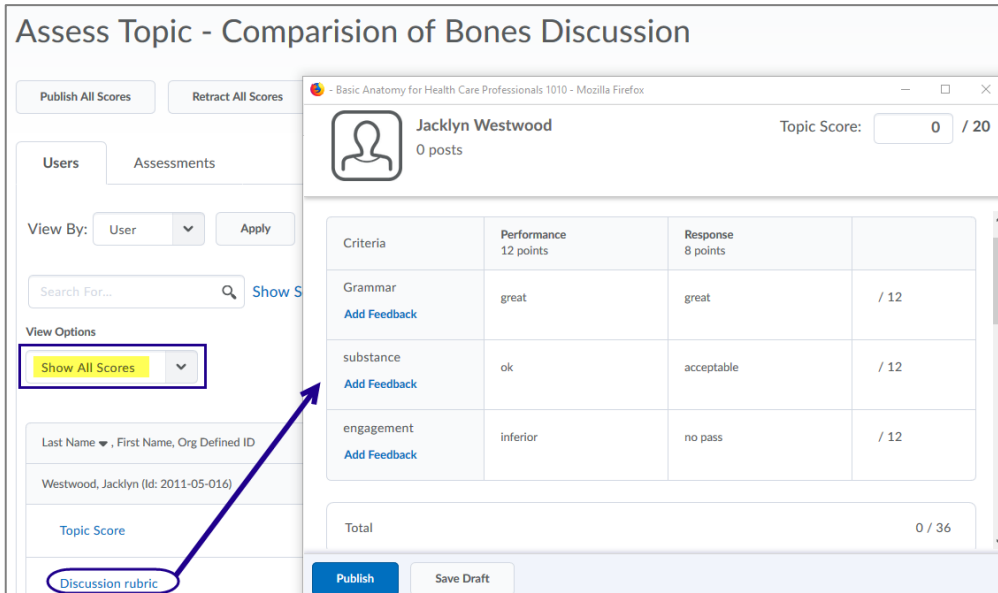 Assess Topic - Comparision of Bones Discussion
Publish All Scores
Retract All Scores
Users
Assessments
View By:
User
Apply
Search For...
Show S
View Options
Show All Scores
Last Name , First Name, Org Defined ID
Westwood, Jacklyn (Id: 2011-05-016)
Topic Score
Discussion rubric
- Basic Anatomy for Health Care Professionals 1010 - Mozilla Firefox
Jacklyn Westwood
0 posts
Topic Score:
0 / 20
Criteria
Performance
12 points
Response
8 points
Grammar
Add Feedback
great
great
/ 12
substance
Add Feedback
ok
acceptable
/ 12
engagement
Add Feedback
inferior
no pass
/ 12
Total
0 / 36
Publish
Save Draft